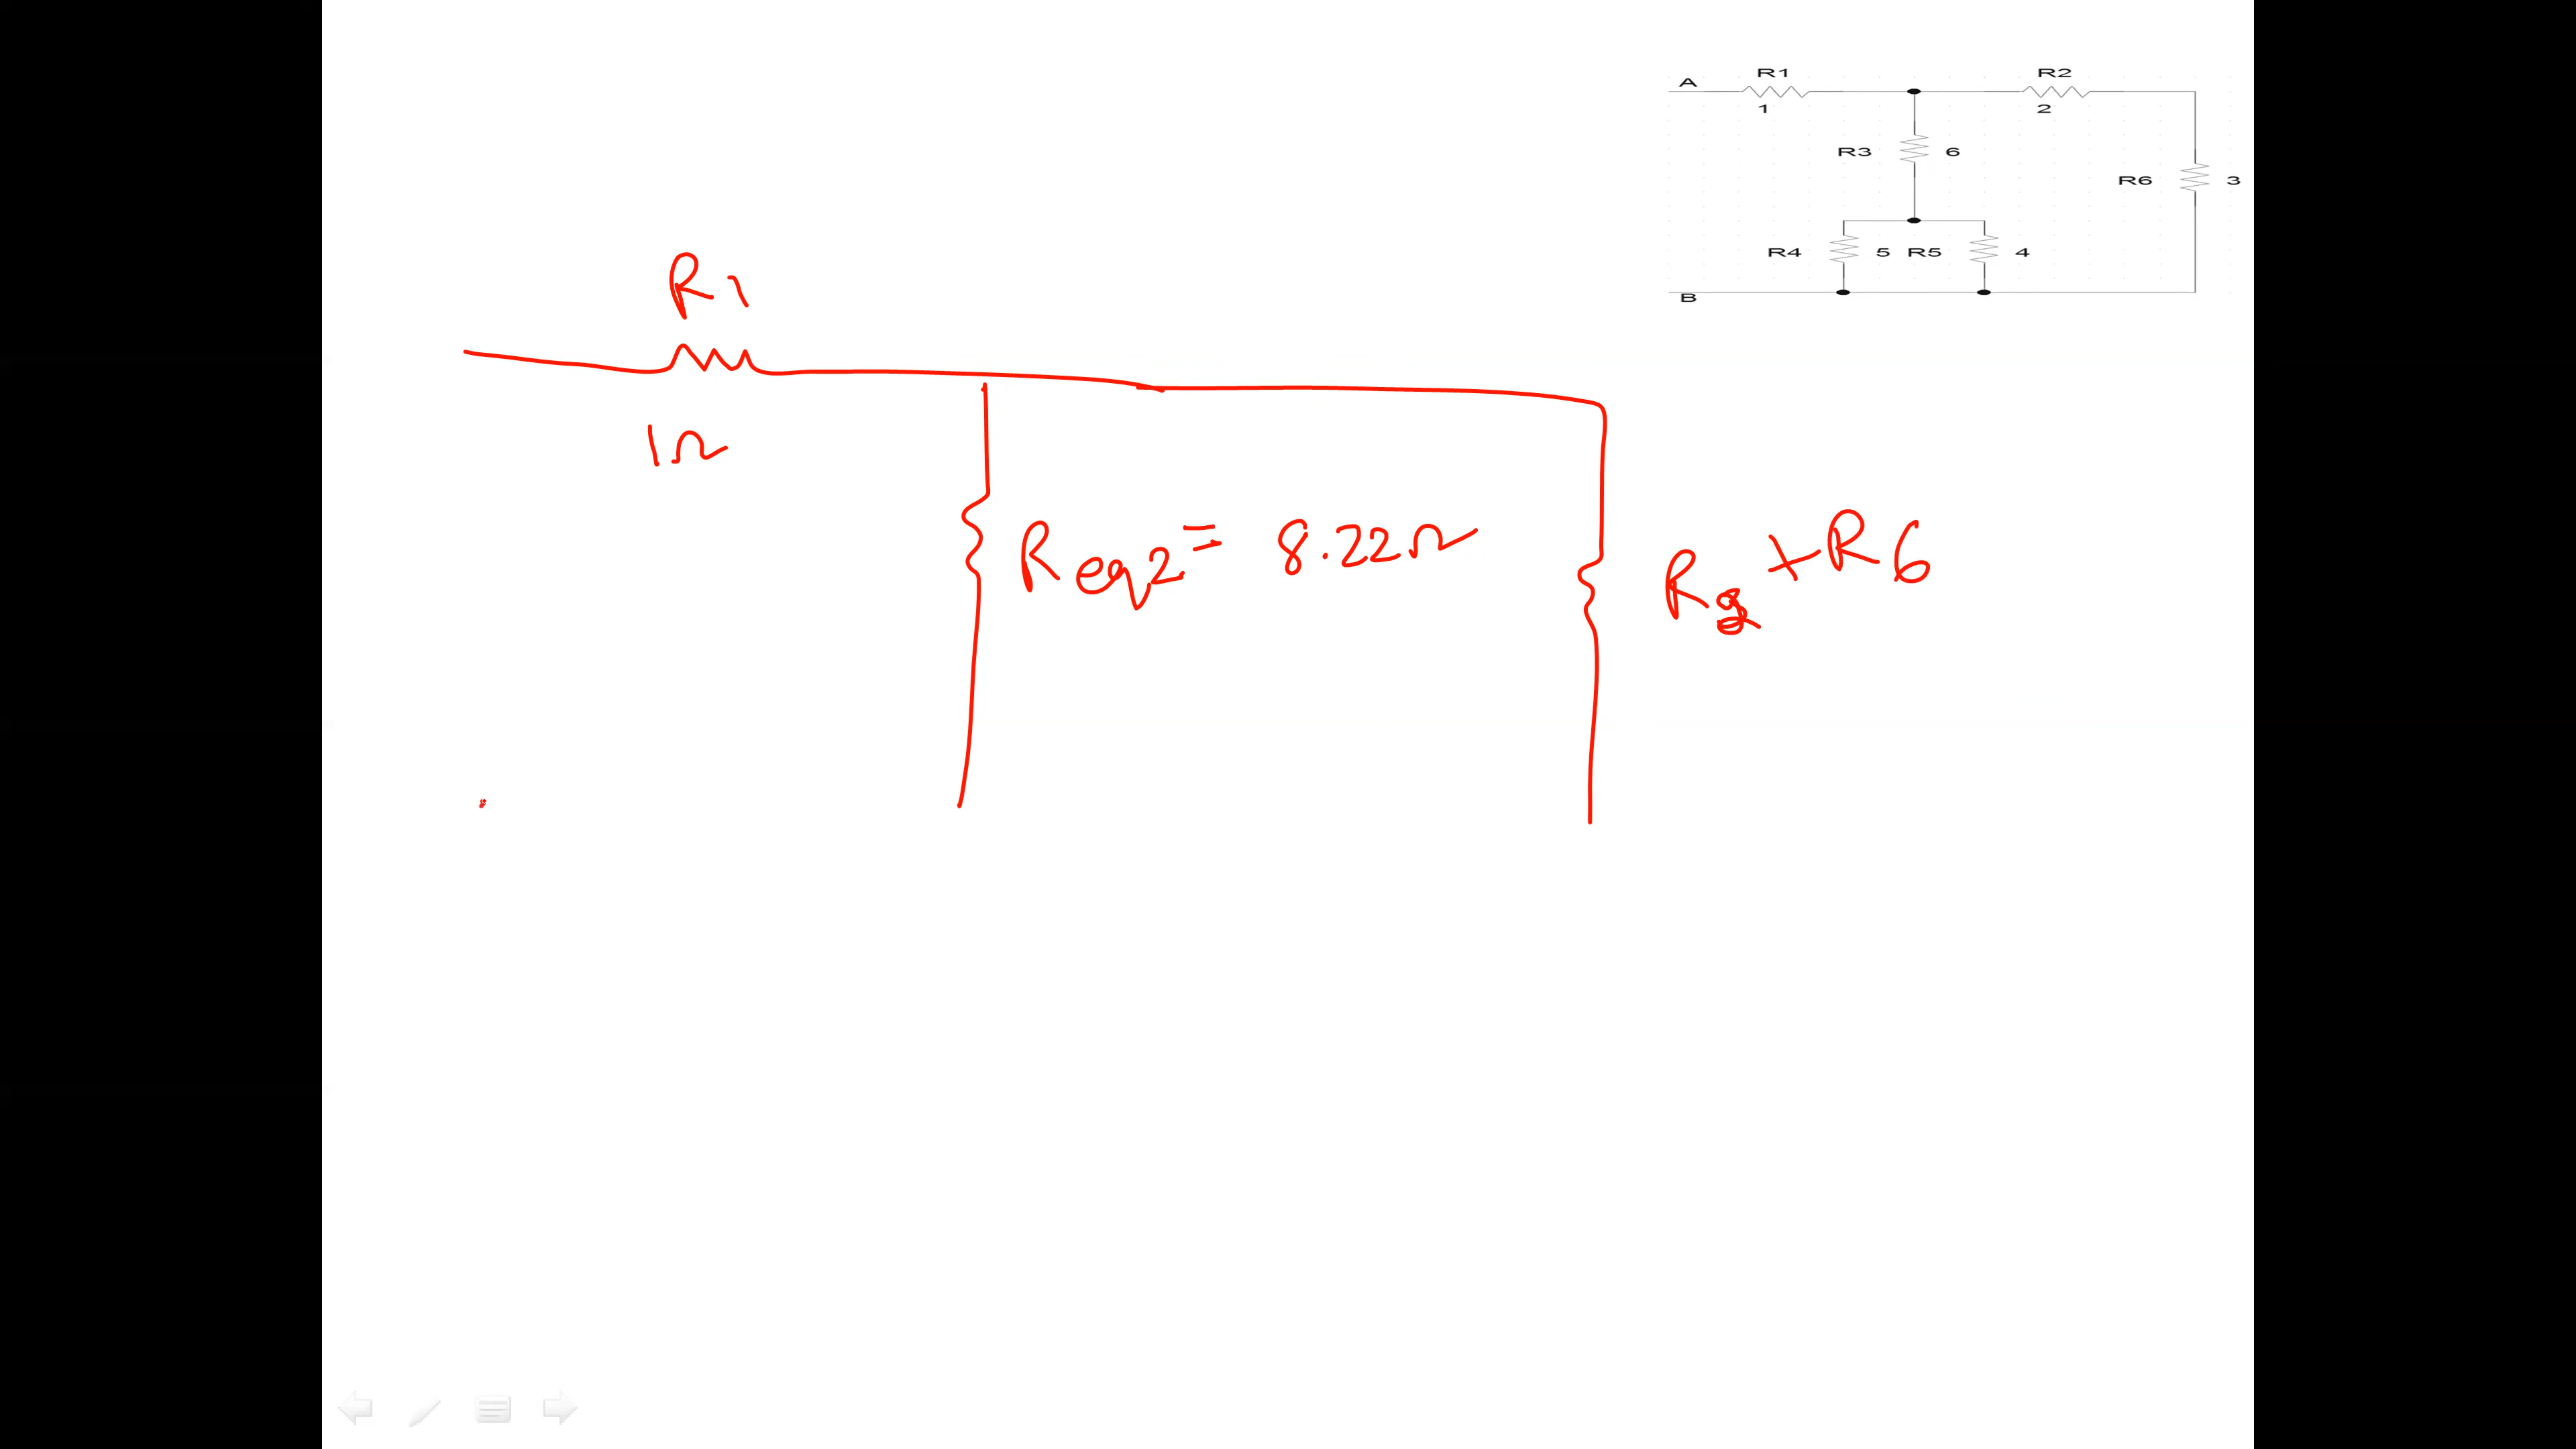 A R1 R2
1 2
R3 6
R6 3
R4 5 R5 4
B
R1
1Ω
Req2 = 8.22Ω
R2 + R6